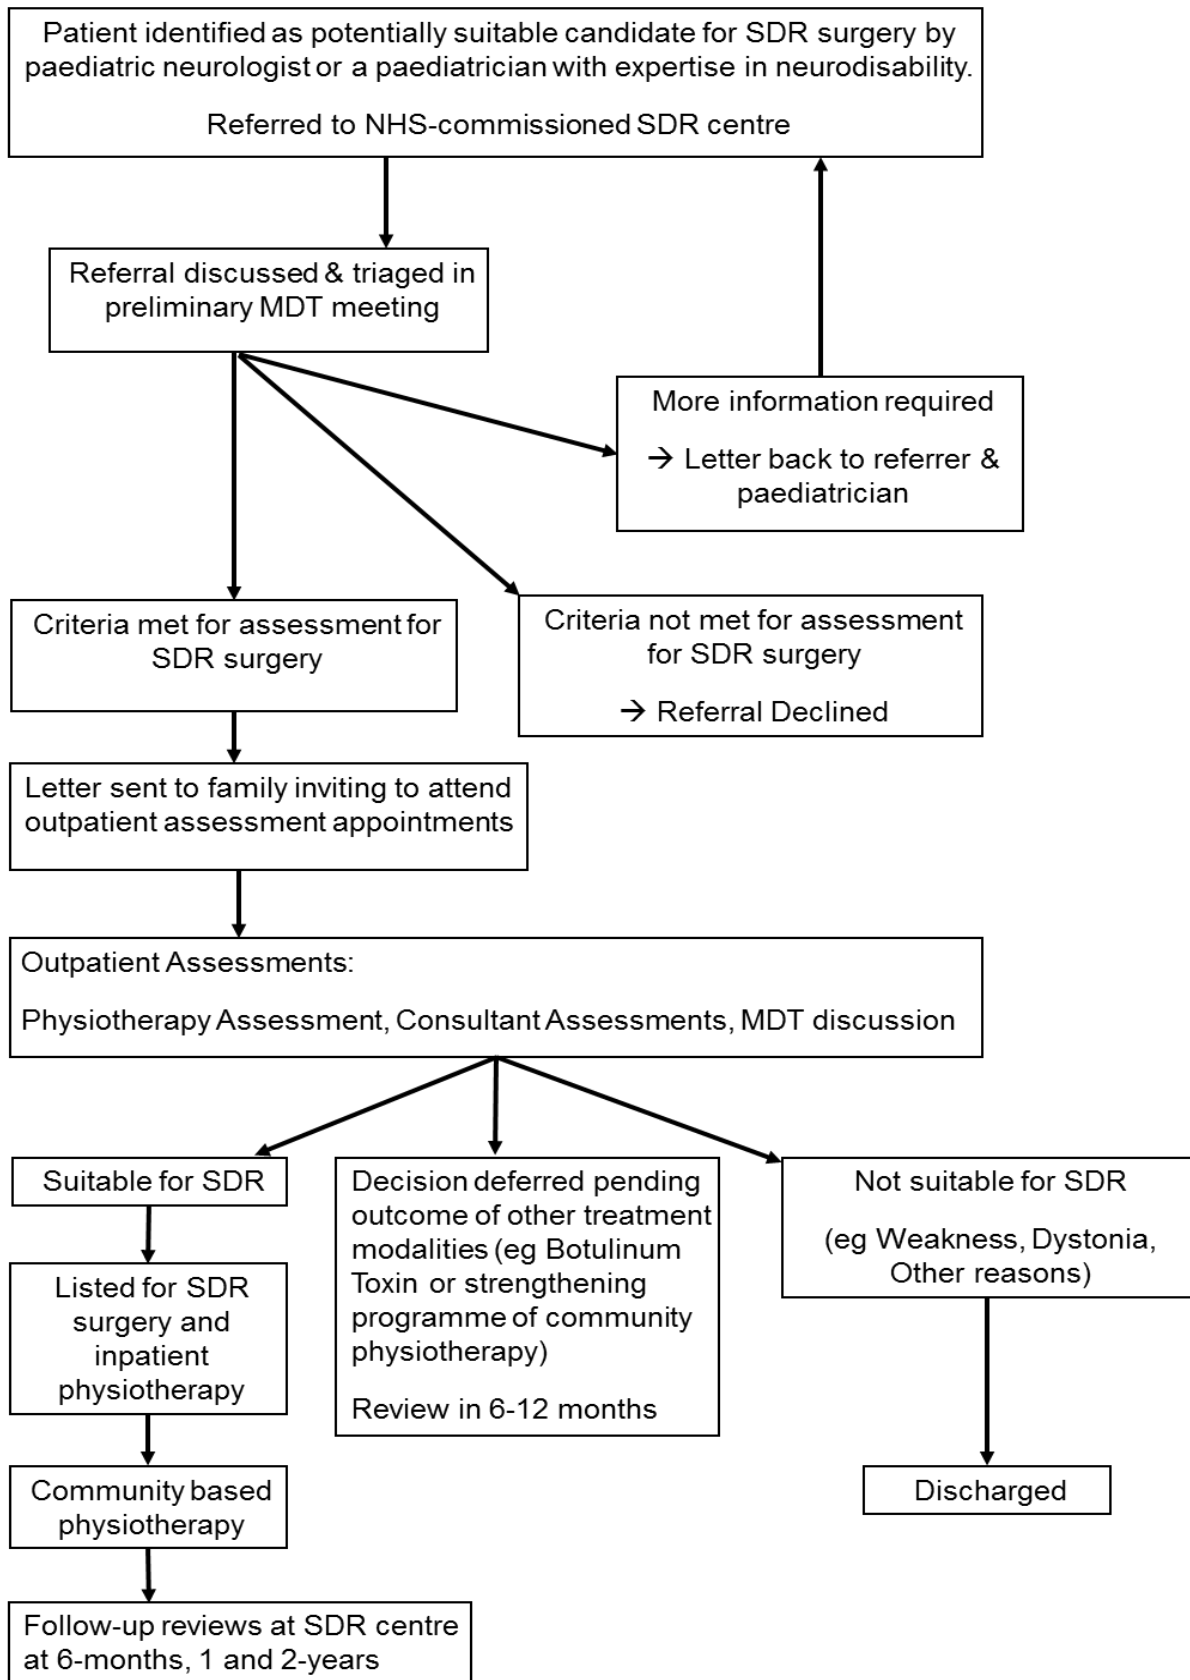 Patient identified as potentially suitable candidate for SDR surgery by
paediatric neurologist or a paediatrician with expertise in neurodisability.
Referred to NHS-commissioned SDR centre
Referral discussed & triaged in
preliminary MDT meeting
More information required
→ Letter back to referrer &
paediatrician
Criteria met for assessment for
SDR surgery
Criteria not met for assessment
for SDR surgery
→ Referral Declined
Letter sent to family inviting to attend
outpatient assessment appointments
Outpatient Assessments:
Physiotherapy Assessment, Consultant Assessments, MDT discussion
Suitable for SDR
Decision deferred pending
outcome of other treatment
modalities (eg Botulinum
Toxin or strengthening
programme of community
physiotherapy)
Review in 6-12 months
Not suitable for SDR
(eg Weakness, Dystonia,
Other reasons)
Listed for SDR
surgery and
inpatient
physiotherapy
Community based
physiotherapy
Discharged
Follow-up reviews at SDR centre
at 6-months, 1 and 2-years